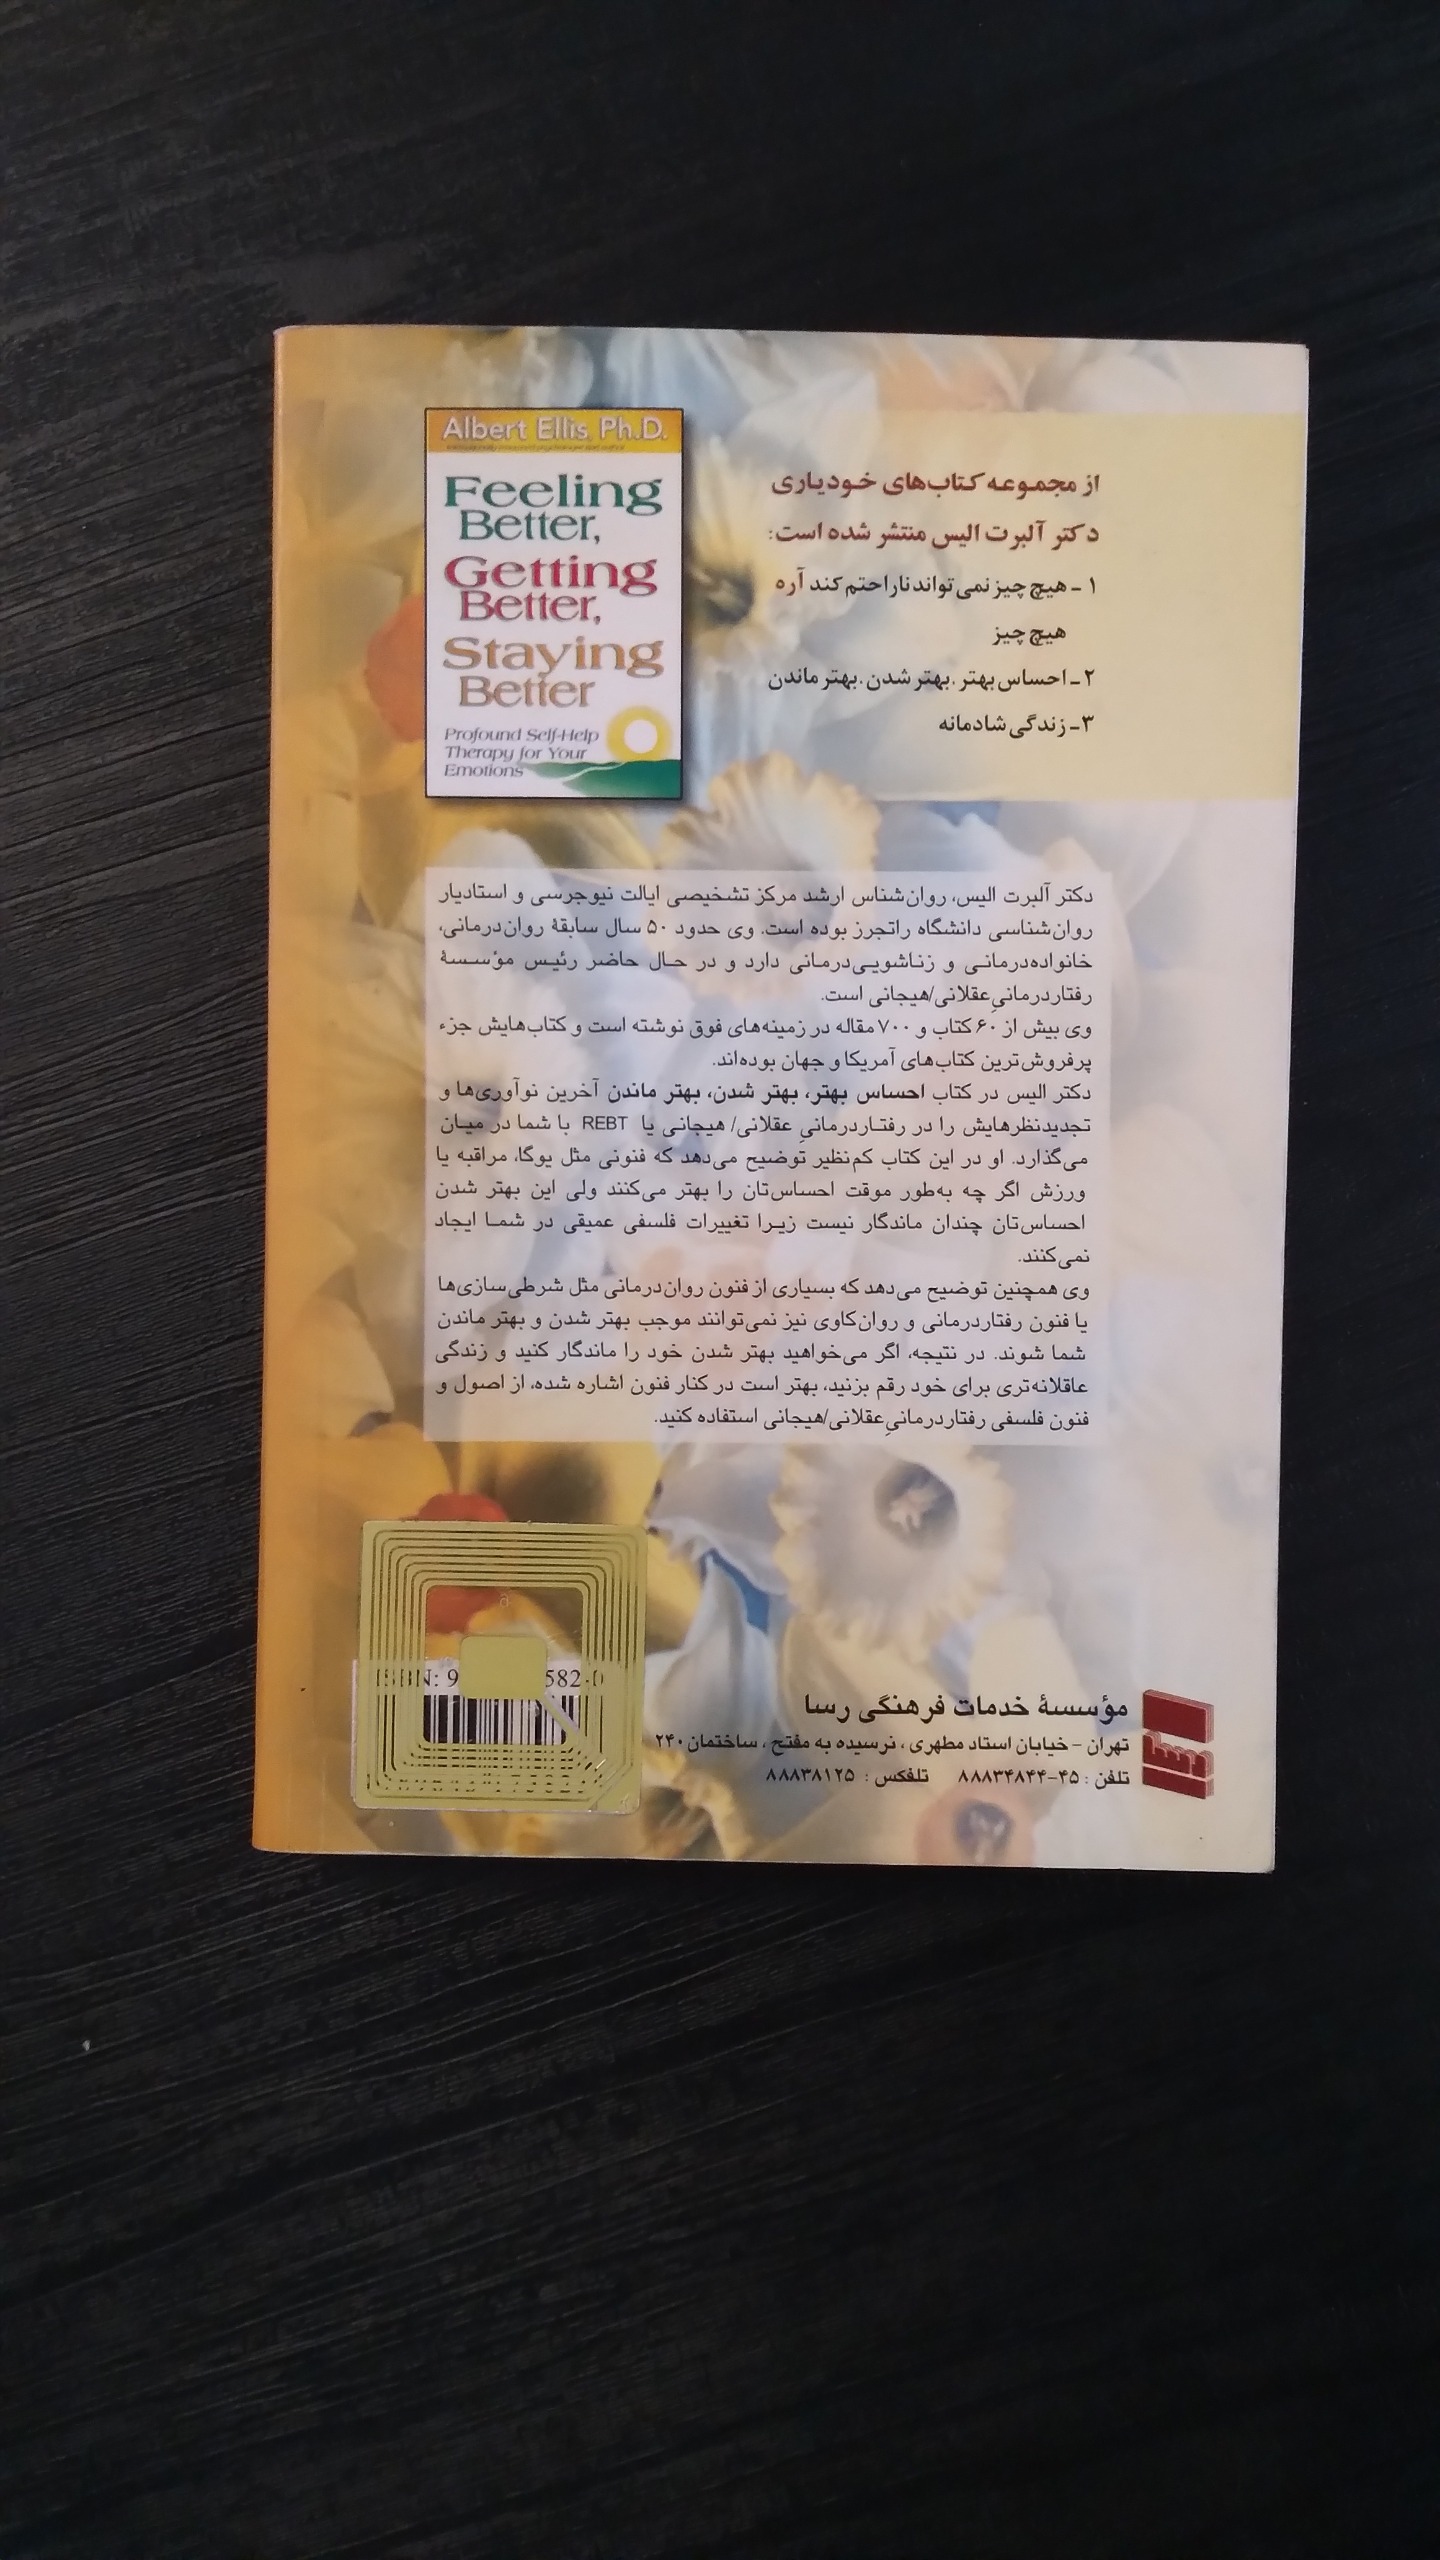 Albert Ellis, Ph.D.
Feeling
Better,
Getting
Better,
Staying
Better
Profound Self-Help
Therapy for Your
Emotions
از مجموعه کتاب‌های خودیاری
دکتر آلبرت الیس منتشر شده است:
۱ - هیچ چیز نمی‌تواند ناراحتم کند آره
هیچ چیز
۲ - احساس بهتر . بهتر شدن . بهتر ماندن
۳ - زندگی شادمانه
دکتر آلبرت الیس، روان‌شناس ارشد مرکز تشخیصی ایالت نیوجرسی و استادیار
روان‌شناسی دانشگاه راتجرز بوده است. وی حدود ۵۰ سال سابقهٔ روان‌درمانی،
خانواده‌درمانی و زناشویی‌درمانی دارد و در حال حاضر رئیس مؤسسهٔ
رفتاردرمانیِ عقلانی/هیجانی است.
وی بیش از ۶۰ کتاب و ۷۰۰ مقاله در زمینه‌های فوق نوشته است و کتاب‌هایش جزء
پرفروش‌ترین کتاب‌های آمریکا و جهان بوده‌اند.
دکتر الیس در کتاب احساس بهتر، بهتر شدن، بهتر ماندن آخرین نوآوری‌ها و
تجدیدنظرهایش را در رفتاردرمانیِ عقلانی/ هیجانی یا REBT با شما در میان
می‌گذارد. او در این کتاب کم‌نظیر توضیح می‌دهد که فنونی مثل یوگا، مراقبه یا
ورزش اگر چه به‌طور موقت احساس‌تان را بهتر می‌کنند ولی این بهتر شدن
احساس‌تان چندان ماندگار نیست زیرا تغییرات فلسفی عمیقی در شما ایجاد
نمی‌کنند.
وی همچنین توضیح می‌دهد که بسیاری از فنون روان‌درمانی مثل شرطی‌سازی‌ها
یا فنون رفتاردرمانی و روان‌کاوی نیز نمی‌توانند موجب بهتر شدن و بهتر ماندن
شما شوند. در نتیجه، اگر می‌خواهید بهتر شدن خود را ماندگار کنید و زندگی
عاقلانه‌تری برای خود رقم بزنید، بهتر است در کنار فنون اشاره شده، از اصول و
فنون فلسفی رفتاردرمانیِ عقلانی/هیجانی استفاده کنید.
ISBN: 9 582-0
رسا
مؤسسهٔ خدمات فرهنگی رسا
تهران - خیابان استاد مطهری ، نرسیده به مفتح ، ساختمان ۲۴۰
تلفن : ۴۵-۸۸۸۳۴۸۴۴ تلفکس : ۸۸۸۳۸۱۲۵